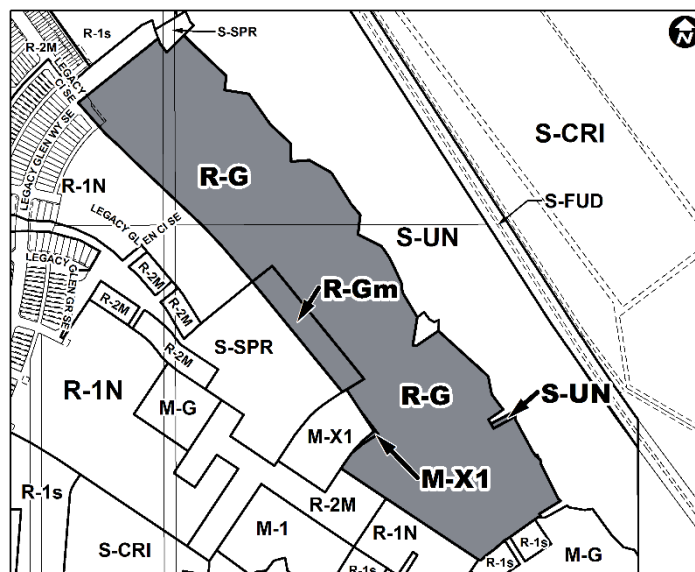 R-1s
S-SPR
N
R-2M
LEGACY
CI SE
S-CRI
LEGACY GLEN WY SE
R-G
R-1N
S-FUD
LEGACY GLEN CI SE
S-UN
LEGACY
GLEN GR SE
R-2M
R-Gm
R-2M
R-2M
R-2M
S-SPR
R-G
S-UN
R-1N
M-G
M-X1
M-X1
R-1s
R-2M
M-1
R-1N
S-CRI
R-1s
R-1s
R-1s
M-G